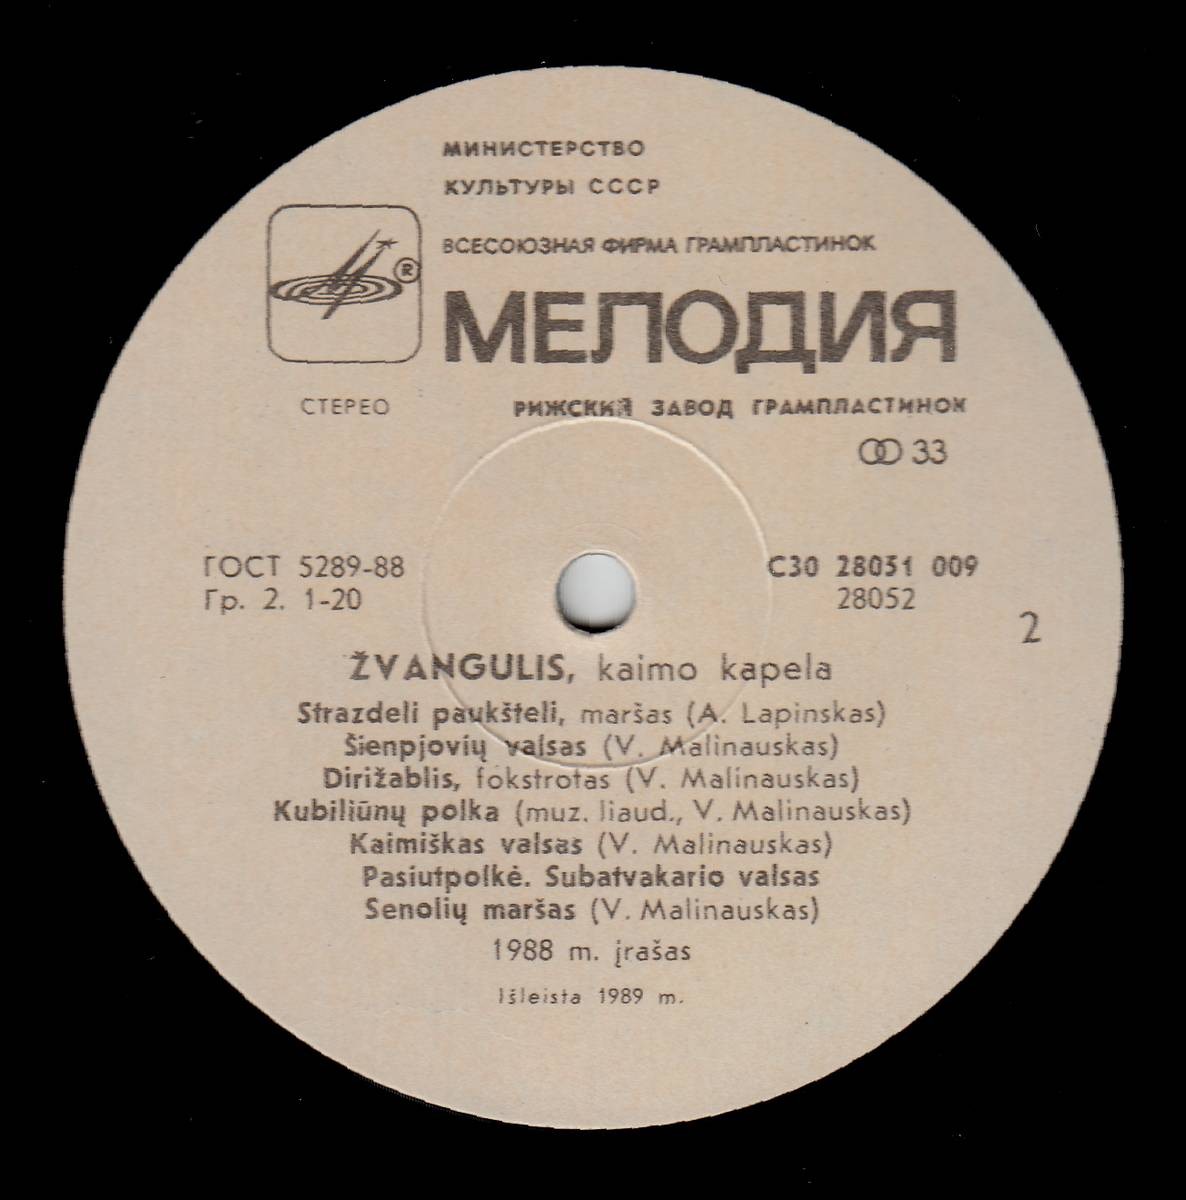 МИНИСТЕРСТВО
КУЛЬТУРЫ СССР
ВСЕСОЮЗНАЯ ФИРМА ГРАМПЛАСТИНОК
®
МЕЛОДИЯ
СТЕРЕО
РИЖСКИЙ ЗАВОД ГРАМПЛАСТИНОК
33
ГОСТ 5289-88
Гр. 2. 1-20
С30 28051 009
28052
2
ŽVANGULIS, kaimo kapela
Strazdeli paukšteli, maršas (A. Lapinskas)
Šienpjovių valsas (V. Malinauskas)
Dirižablis, fokstrotas (V. Malinauskas)
Kubiliūnų polka (muz. liaud., V. Malinauskas)
Kaimiškas valsas (V. Malinauskas)
Pasiutpolkė. Subatvakario valsas
Senolių maršas (V. Malinauskas)
1988 m. įrašas
Išleista 1989 m.